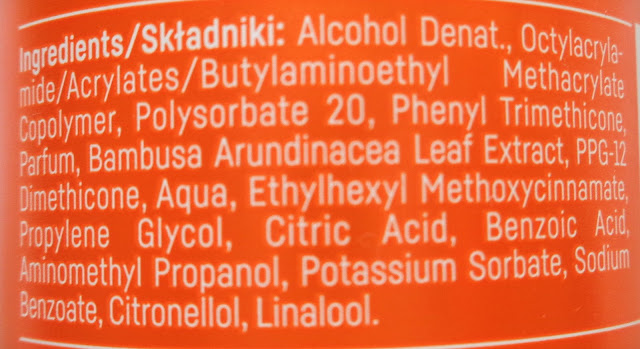 Ingredients/Składniki: Alcohol Denat., Octylacryla-
mide/Acrylates/Butylaminoethyl Methacrylate
Copolymer, Polysorbate 20, Phenyl Trimethicone,
Parfum, Bambusa Arundinacea Leaf Extract, PPG-12
Dimethicone, Aqua, Ethylhexyl Methoxycinnamate,
Propylene Glycol, Citric Acid, Benzoic Acid,
Aminomethyl Propanol, Potassium Sorbate, Sodium
Benzoate, Citronellol, Linalool.